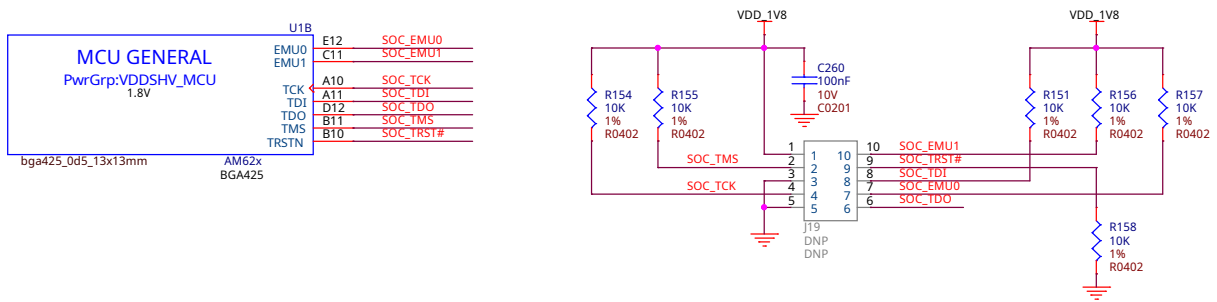 U1B
MCU GENERAL
PwrGrp:VDDSHV_MCU
1.8V
EMU0 E12 SOC_EMU0
EMU1 C11 SOC_EMU1
TCK A10 SOC_TCK
TDI A11 SOC_TDI
TDO D12 SOC_TDO
TMS B11 SOC_TMS
TRSTN B10 SOC_TRST#
bga425_0d5_13x13mm
AM62x
BGA425
VDD_1V8
VDD_1V8
C260
100nF
10V
C0201
R154
10K
1%
R0402
R155
10K
1%
R0402
R151
10K
1%
R0402
R156
10K
1%
R0402
R157
10K
1%
R0402
1 1 10 10 SOC_EMU1
SOC_TMS 2 2 9 9 SOC_TRST#
3 3 8 8 SOC_TDI
SOC_TCK 4 4 7 7 SOC_EMU0
5 5 6 6 SOC_TDO
J19
DNP
DNP
R158
10K
1%
R0402